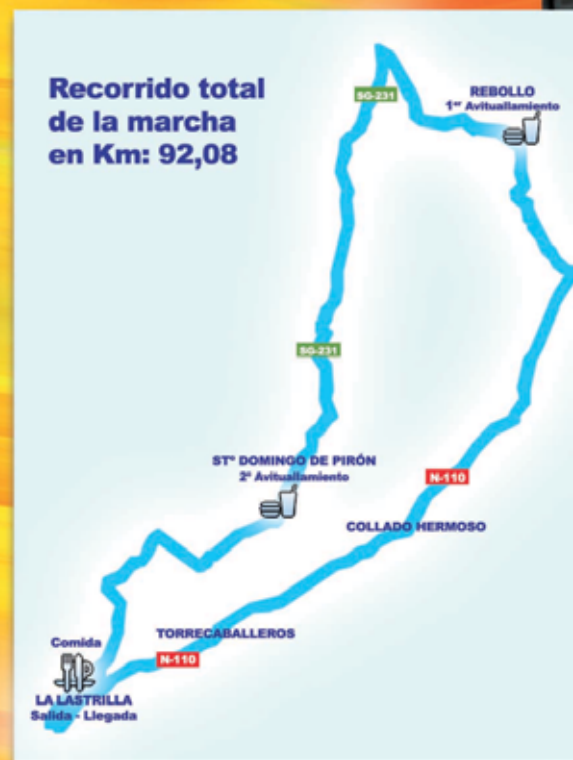 Recorrido total
de la marcha
en Km: 92,08
SG-231
REBOLLO
1er Avituallamiento
SG-231
STº DOMINGO DE PIRÓN
2º Avituallamiento
N-110
COLLADO HERMOSO
TORRECABALLEROS
N-110
Comida
LA LASTRILLA
Salida - Llegada